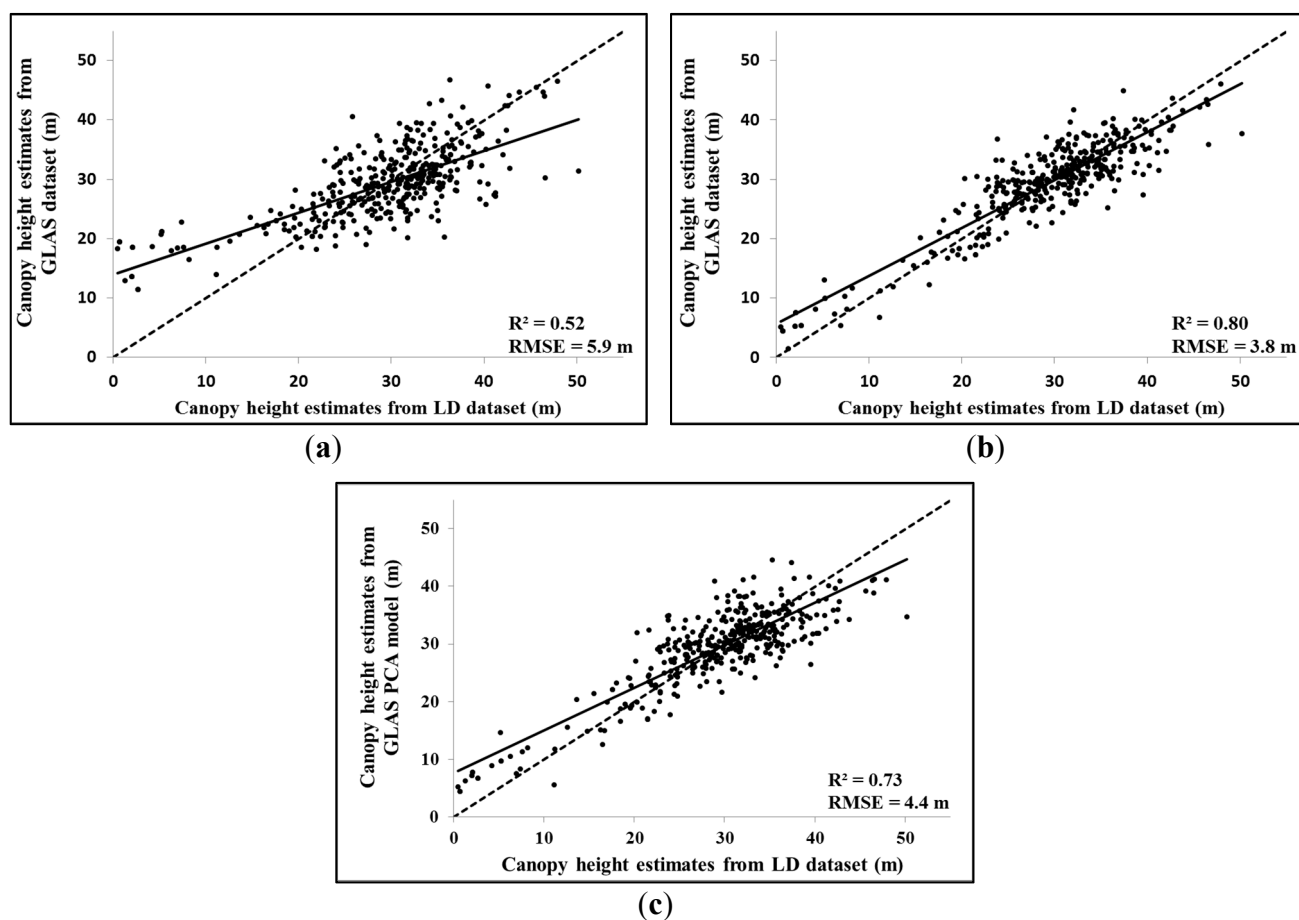 Canopy height estimates from
GLAS dataset (m)
50
40
30
20
10
0
0 10 20 30 40 50
R² = 0.52
RMSE = 5.9 m
Canopy height estimates from LD dataset (m)
(a)
Canopy height estimates from
GLAS dataset (m)
50
40
30
20
10
0
0 10 20 30 40 50
R² = 0.80
RMSE = 3.8 m
Canopy height estimates from LD dataset (m)
(b)
Canopy height estimates from
GLAS PCA model (m)
50
40
30
20
10
0
0 10 20 30 40 50
R² = 0.73
RMSE = 4.4 m
Canopy height estimates from LD dataset (m)
(c)